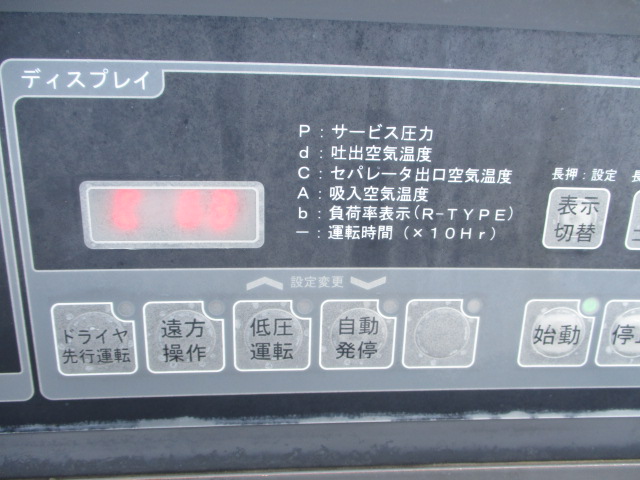 ディスプレイ
P：サービス圧力
d：吐出空気温度
C：セパレータ出口空気温度
A：吸入空気温度
b：負荷率表示(R-TYPE)
ー：運転時間（×10Hr）
長押：設定
表示
切替
設定変更
ドライヤ
先行運転
遠方
操作
低圧
運転
自動
発停
始動